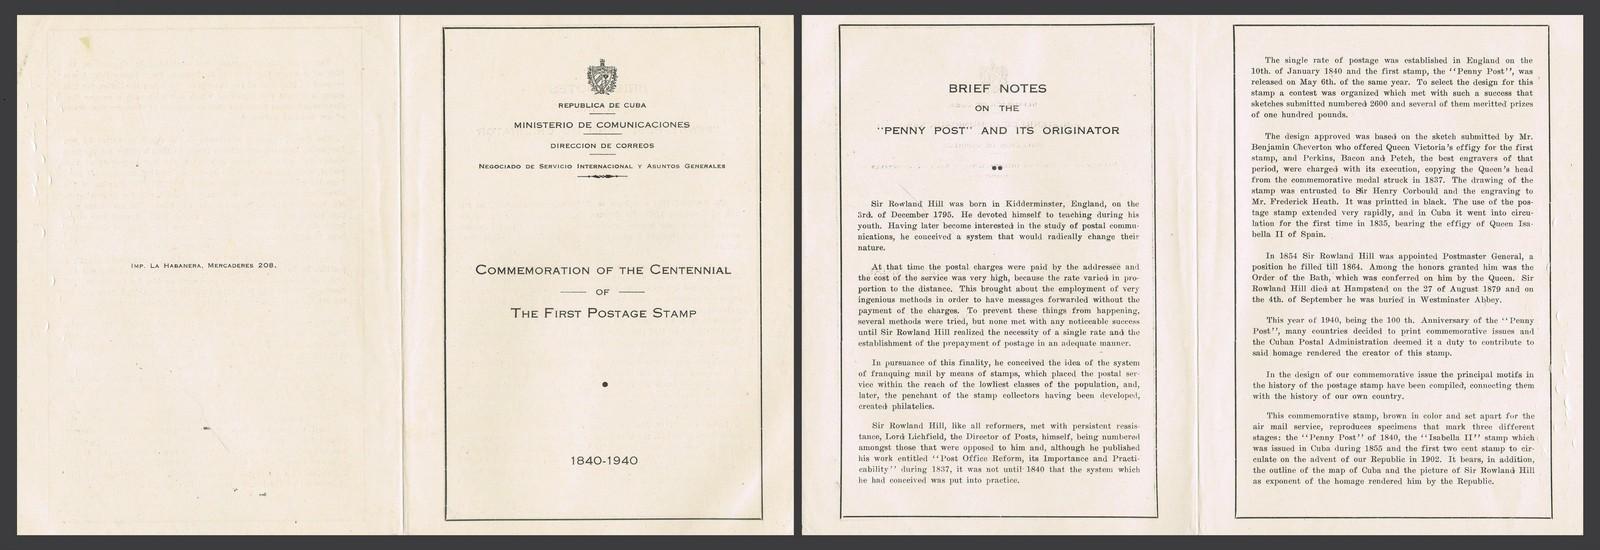 IMP. LA HABANERA, MERCADERES 208.
REPUBLICA DE CUBA
MINISTERIO DE COMUNICACIONES
DIRECCION DE CORREOS
NEGOCIADO DE SERVICIO INTERNACIONAL Y ASUNTOS GENERALES
COMMEMORATION OF THE CENTENNIAL
OF
THE FIRST POSTAGE STAMP
1840-1940
BRIEF NOTES
ON THE
"PENNY POST" AND ITS ORIGINATOR
Sir Rowland Hill was born in Kidderminster, England, on the
3rd. of December 1795. He devoted himself to teaching during his
youth. Having later become interested in the study of postal commu-
nications, he conceived a system that would radically change their
nature.
At that time the postal charges were paid by the addressee and
the cost of the service was very high, because the rate varied in pro-
portion to the distance. This brought about the employment of very
ingenious methods in order to have messages forwarded without the
payment of the charges. To prevent these things from happening,
several methods were tried, but none met with any noticeable success
until Sir Rowland Hill realized the necessity of a single rate and the
establishment of the prepayment of postage in an adequate manner.
In pursuance of this finality, he conceived the idea of the system
of franquing mail by means of stamps, which placed the postal ser-
vice within the reach of the lowliest classes of the population, and,
later, the penchant of the stamp collectors having been developed,
created philatelics.
Sir Rowland Hill, like all reformers, met with persistent ressis-
tance, Lord Lichfield, the Director of Posts, himself, being numbered
amongst those that were opposed to him and, although he published
his work entitled "Post Office Reform, its Importance and Practi-
cability" during 1837, it was not until 1840 that the system which
he had conceived was put into practice.
The single rate of postage was established in England on the
10th. of January 1840 and the first stamp, the "Penny Post", was
released on May 6th. of the same year. To select the design for this
stamp a contest was organized which met with such a success that
sketches submitted numbered 2600 and several of them meritted prizes
of one hundred pounds.
The design approved was based on the sketch submitted by Mr.
Benjamin Cheverton who offered Queen Victoria's effigy for the first
stamp, and Perkins, Bacon and Petch, the best engravers of that
period, were charged with its execution, copying the Queen's head
from the commemorative medal struck in 1837. The drawing of the
stamp was entrusted to Sir Henry Corbould and the engraving to
Mr. Frederick Heath. It was printted in black. The use of the pos-
tage stamp extended very rapidly, and in Cuba it went into circu-
lation for the first time in 1835, bearing the effigy of Queen Isa-
bella II of Spain.
In 1854 Sir Rowland Hill was appointed Postmaster General, a
position he filled till 1864. Among the honors granted him was the
Order of the Bath, which was conferred on him by the Queen. Sir
Rowland Hill died at Hampstead on the 27 of August 1879 and on
the 4th. of September he was buried in Westminster Abbey.
This year of 1940, being the 100 th. Anniversary of the "Penny
Post", many countries decided to print commemorative issues and
the Cuban Postal Administration deemed it a duty to contribute to
said homage rendered the creator of this stamp.
In the design of our commemorative issue the principal motifs in
the history of the postage stamp have been compiled, connecting them
with the history of our own country.
This commemorative stamp, brown in color and set apart for the
air mail service, reproduces specimens that mark three different
stages: the "Penny Post" of 1840, the "Isabella II" stamp which
was issued in Cuba during 1855 and the first two cent stamp to cir-
culate on the advent of our Republic in 1902. It bears, in addition,
the outline of the map of Cuba and the picture of Sir Rowland Hill
as exponent of the homage rendered him by the Republic.